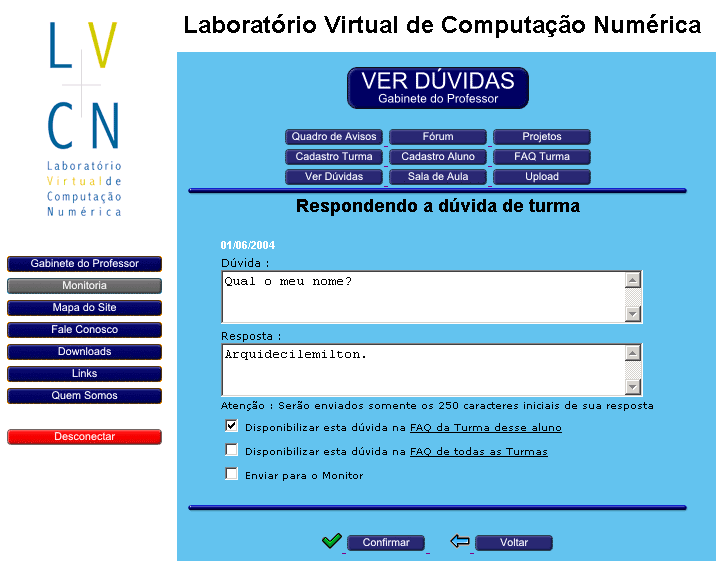 LV
CN
Laboratório
Virtual de
Computação
Numérica
Laboratório Virtual de Computação Numérica
VER DÚVIDAS
Gabinete do Professor
Quadro de Avisos Fórum Projetos
Cadastro Turma Cadastro Aluno FAQ Turma
Ver Dúvidas Sala de Aula Upload
Respondendo a dúvida de turma
Gabinete do Professor
Monitoria
Mapa do Site
Fale Conosco
Downloads
Links
Quem Somos
Desconectar
01/06/2004
Dúvida :
Qual o meu nome?
Resposta :
Arquidecilemilton.
Atenção : Serão enviados somente os 250 caracteres iniciais de sua resposta
Disponibilizar esta dúvida na FAQ da Turma desse aluno
Disponibilizar esta dúvida na FAQ de todas as Turmas
Enviar para o Monitor
Confirmar Voltar